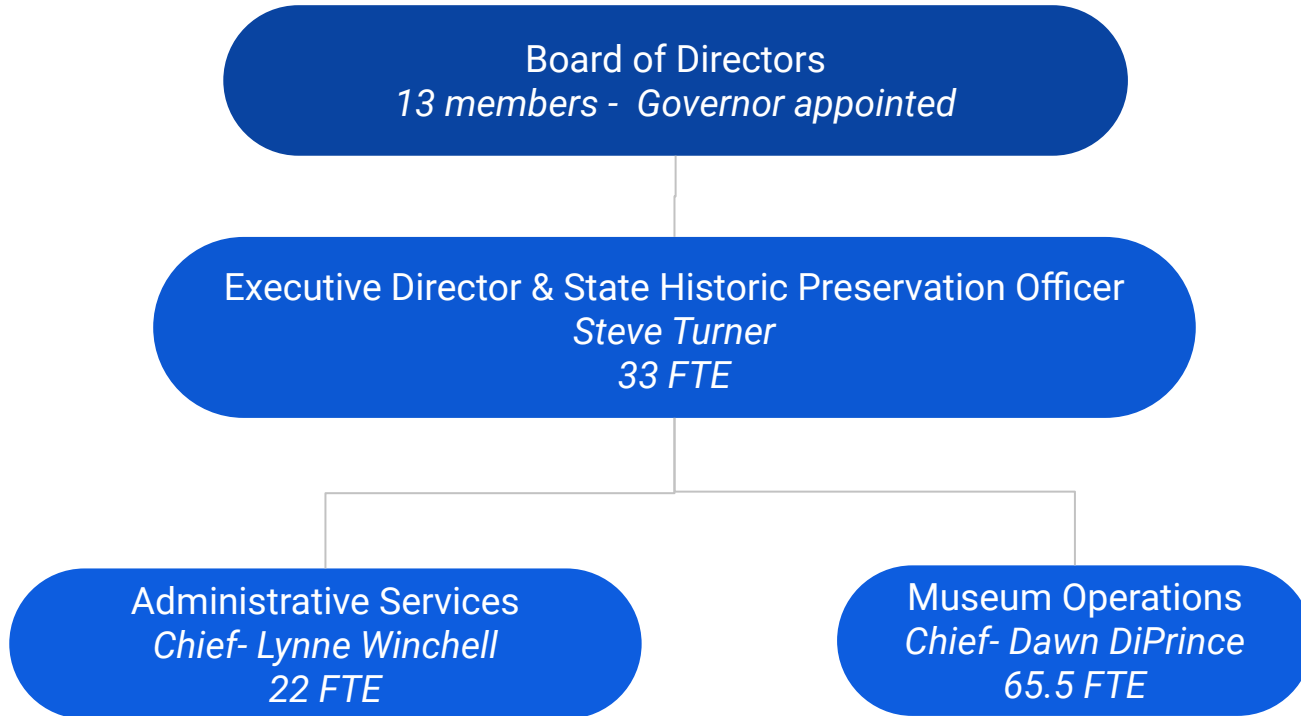 Board of Directors
13 members - Governor appointed
Executive Director & State Historic Preservation Officer
Steve Turner
33 FTE
Administrative Services
Chief- Lynne Winchell
22 FTE
Museum Operations
Chief- Dawn DiPrince
65.5 FTE